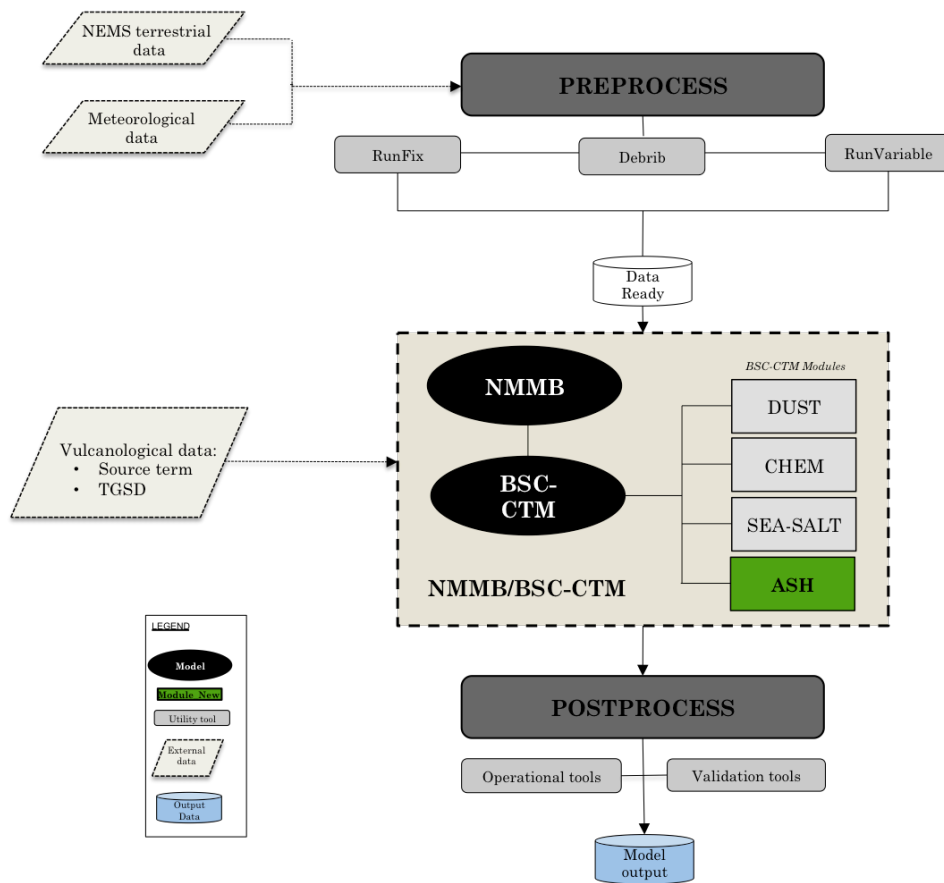 NEMS terrestrial
data
Meteorological
data
PREPROCESS
RunFix
Debrib
RunVariable
Data
Ready
Vulcanological data:
• Source term
• TGSD
NMMB
BSC-
CTM
NMMB/BSC-CTM
BSC-CTM Modules
DUST
CHEM
SEA-SALT
ASH
LEGEND
Model
Module New
Utility tool
External
data
Output
Data
POSTPROCESS
Operational tools
Validation tools
Model
output